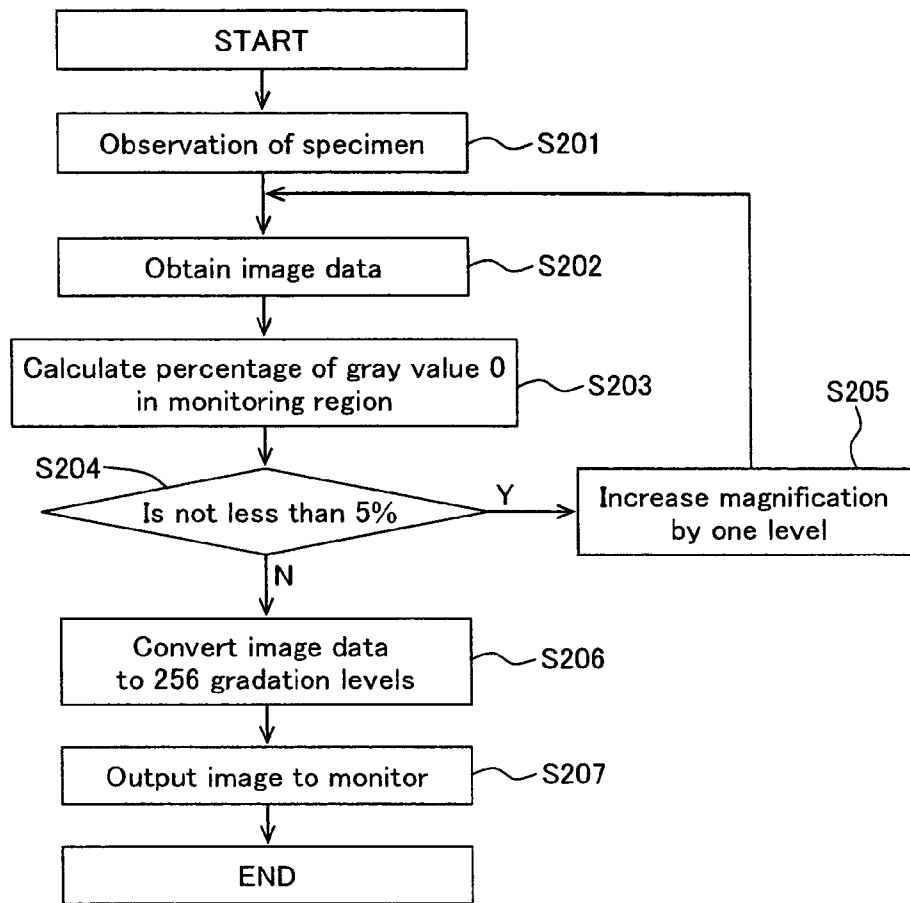 START
Observation of specimen
S201
Obtain image data
S202
Calculate percentage of gray value 0
in monitoring region
S203
S204
Is not less than 5%
Y
S205
Increase magnification
by one level
N
Convert image data
to 256 gradation levels
S206
Output image to monitor
S207
END